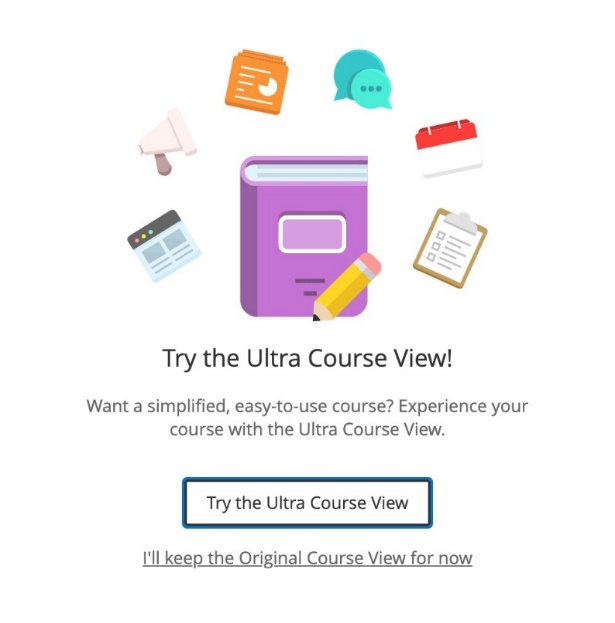 Try the Ultra Course View!
Want a simplified, easy-to-use course? Experience your
course with the Ultra Course View.
Try the Ultra Course View
I'll keep the Original Course View for now